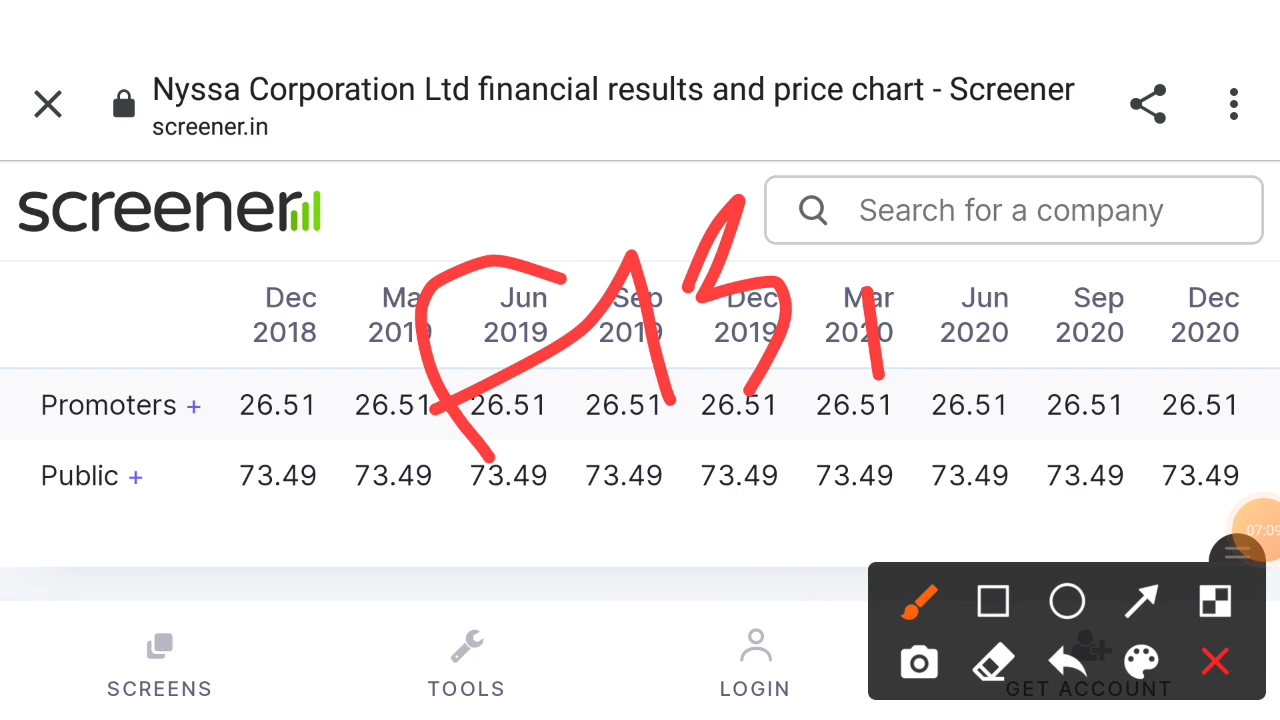 Nyssa Corporation Ltd financial results and price chart - Screener
screener.in
screener
Search for a company
Dec 2018 Mar 2019 Jun 2019 Sep 2019 Dec 2019 Mar 2020 Jun 2020 Sep 2020 Dec 2020
Promoters + 26.51 26.51 26.51 26.51 26.51 26.51 26.51 26.51 26.51
Public + 73.49 73.49 73.49 73.49 73.49 73.49 73.49 73.49 73.49
07:09
SCREENS TOOLS LOGIN GET ACCOUNT